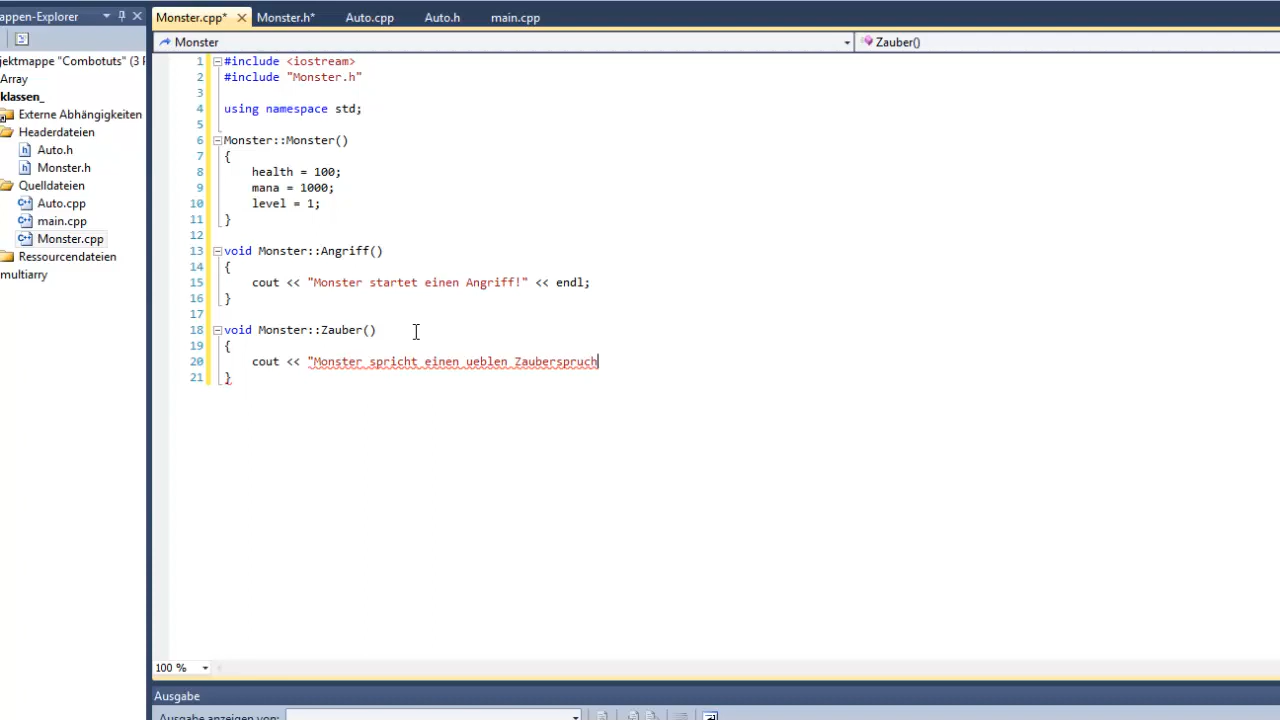 appen-Explorer
Monster.cpp* Monster.h* Auto.cpp Auto.h main.cpp
Monster Zauber()
jektmappe "Combotuts" (3 
Array
klassen_
Externe Abhängigkeiten
Headerdateien
Auto.h
Monster.h
Quelldateien
Auto.cpp
main.cpp
Monster.cpp
Ressourcendateien
multiarry
1 #include <iostream>
2 #include "Monster.h"
3
4 using namespace std;
5
6 Monster::Monster()
7 {
8 health = 100;
9 mana = 1000;
10 level = 1;
11 }
12
13 void Monster::Angriff()
14 {
15 cout << "Monster startet einen Angriff!" << endl;
16 }
17
18 void Monster::Zauber()
19 {
20 cout << "Monster spricht einen ueblen Zauberspruch
21 }
100 %
Ausgabe
Ausgabe anzeigen von: